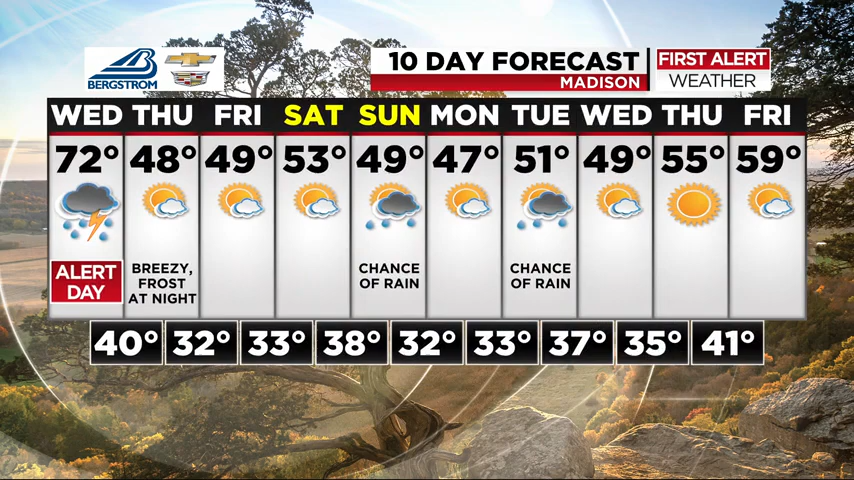 BERGSTROM
10 DAY FORECAST
MADISON
FIRST ALERT
WEATHER
WED THU FRI SAT SUN MON TUE WED THU FRI
72° 48° 49° 53° 49° 47° 51° 49° 55° 59°
ALERT
DAY
BREEZY,
FROST
AT NIGHT
CHANCE
OF RAIN
CHANCE
OF RAIN
40° 32° 33° 38° 32° 33° 37° 35° 41°